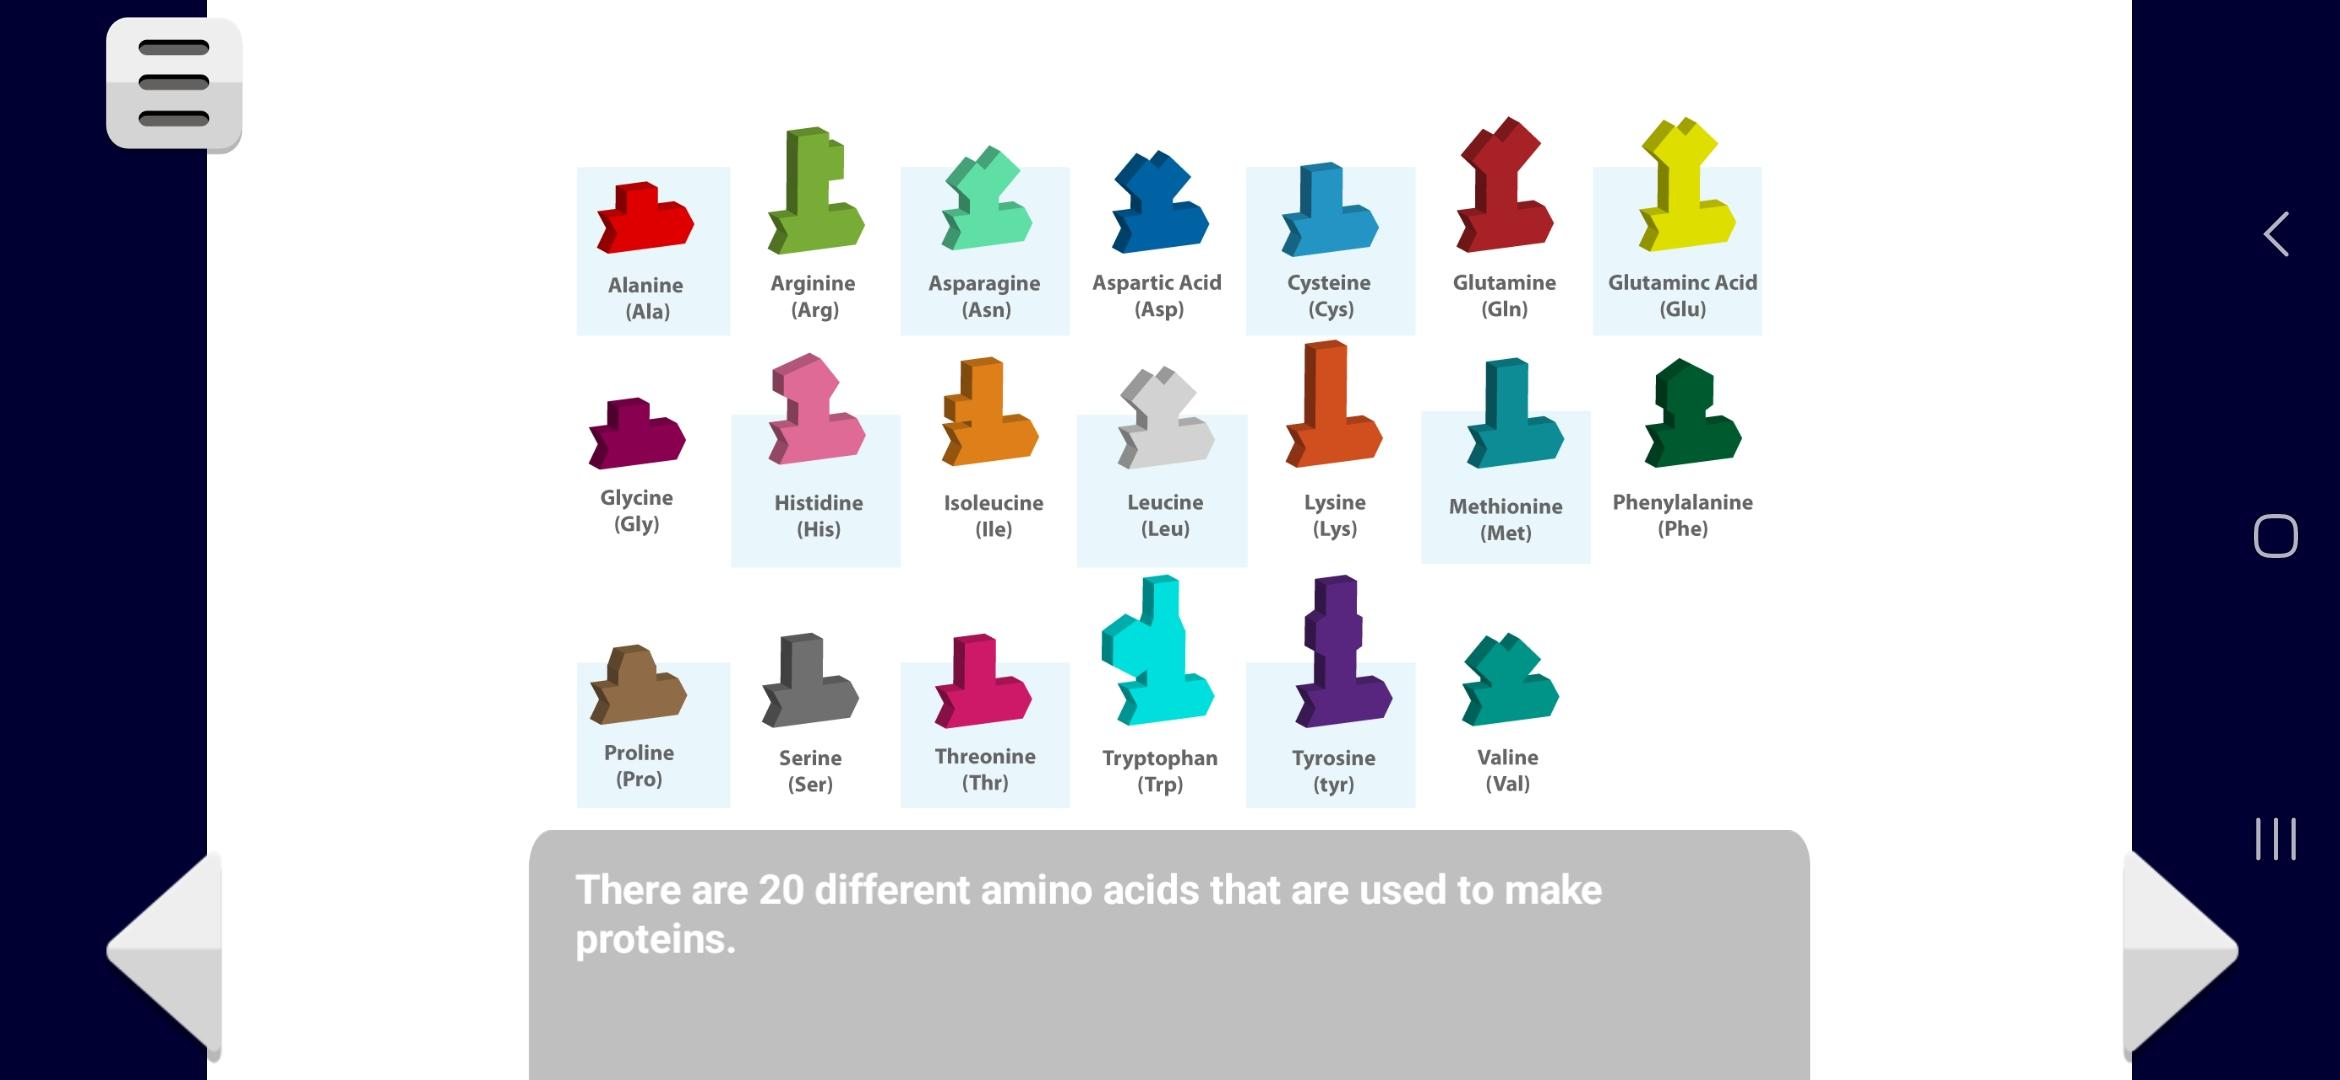 Alanine
(Ala)
Arginine
(Arg)
Asparagine
(Asn)
Aspartic Acid
(Asp)
Cysteine
(Cys)
Glutamine
(Gln)
Glutaminc Acid
(Glu)
Glycine
(Gly)
Histidine
(His)
Isoleucine
(Ile)
Leucine
(Leu)
Lysine
(Lys)
Methionine
(Met)
Phenylalanine
(Phe)
Proline
(Pro)
Serine
(Ser)
Threonine
(Thr)
Tryptophan
(Trp)
Tyrosine
(tyr)
Valine
(Val)
There are 20 different amino acids that are used to make
proteins.